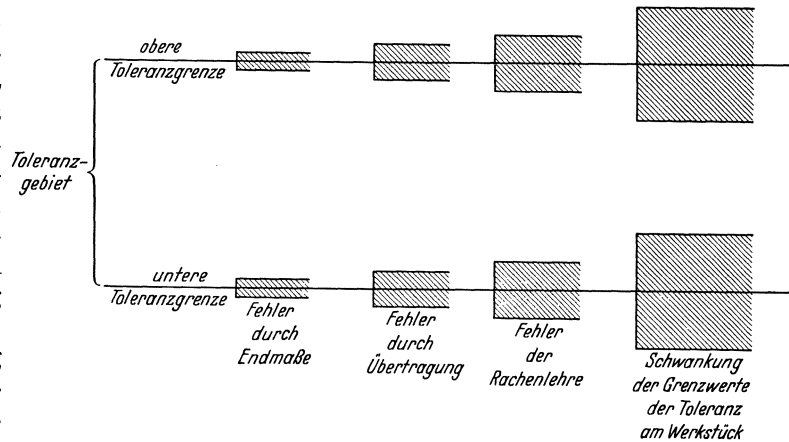 obere
Toleranzgrenze
Toleranz-
gebiet
untere
Toleranzgrenze
Fehler
durch
Endmaße
Fehler
durch
Übertragung
Fehler
der
Rachenlehre
Schwankung
der Grenzwerte
der Toleranz
am Werkstück